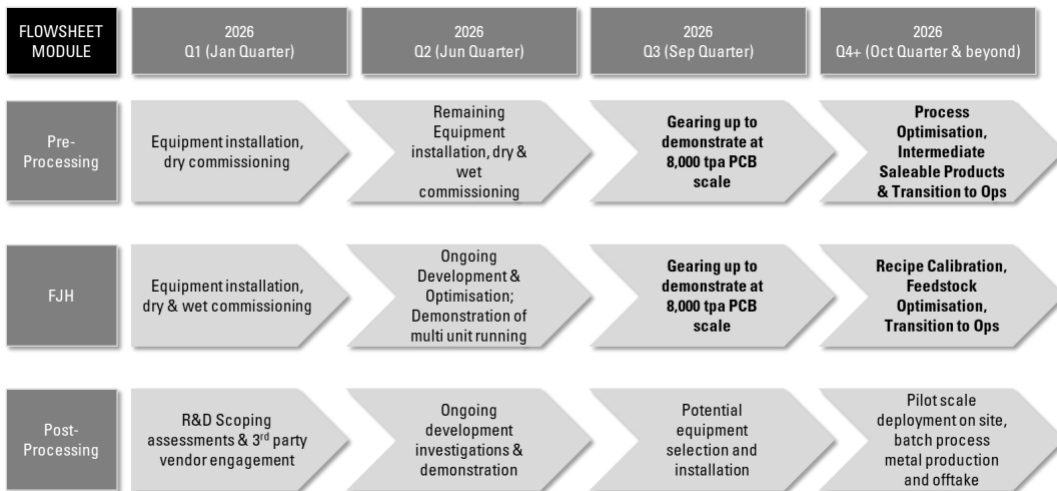 FLOWSHEET
MODULE
2026
Q1 (Jan Quarter)
2026
Q2 (Jun Quarter)
2026
Q3 (Sep Quarter)
2026
Q4+ (Oct Quarter & beyond)
Pre-
Processing
Equipment installation,
dry commissioning
Remaining
Equipment
installation, dry &
wet
commissioning
Gearing up to
demonstrate at
8,000 tpa PCB
scale
Process
Optimisation,
Intermediate
Saleable Products
& Transition to Ops
FJH
Equipment installation,
dry & wet commissioning
Ongoing
Development &
Optimisation;
Demonstration of
multi unit running
Gearing up to
demonstrate at
8,000 tpa PCB
scale
Recipe Calibration,
Feedstock
Optimisation,
Transition to Ops
Post-
Processing
R&D Scoping
assessments & 3rd party
vendor engagement
Ongoing
development
investigations &
demonstration
Potential
equipment
selection and
installation
Pilot scale
deployment on site,
batch process
metal production
and offtake